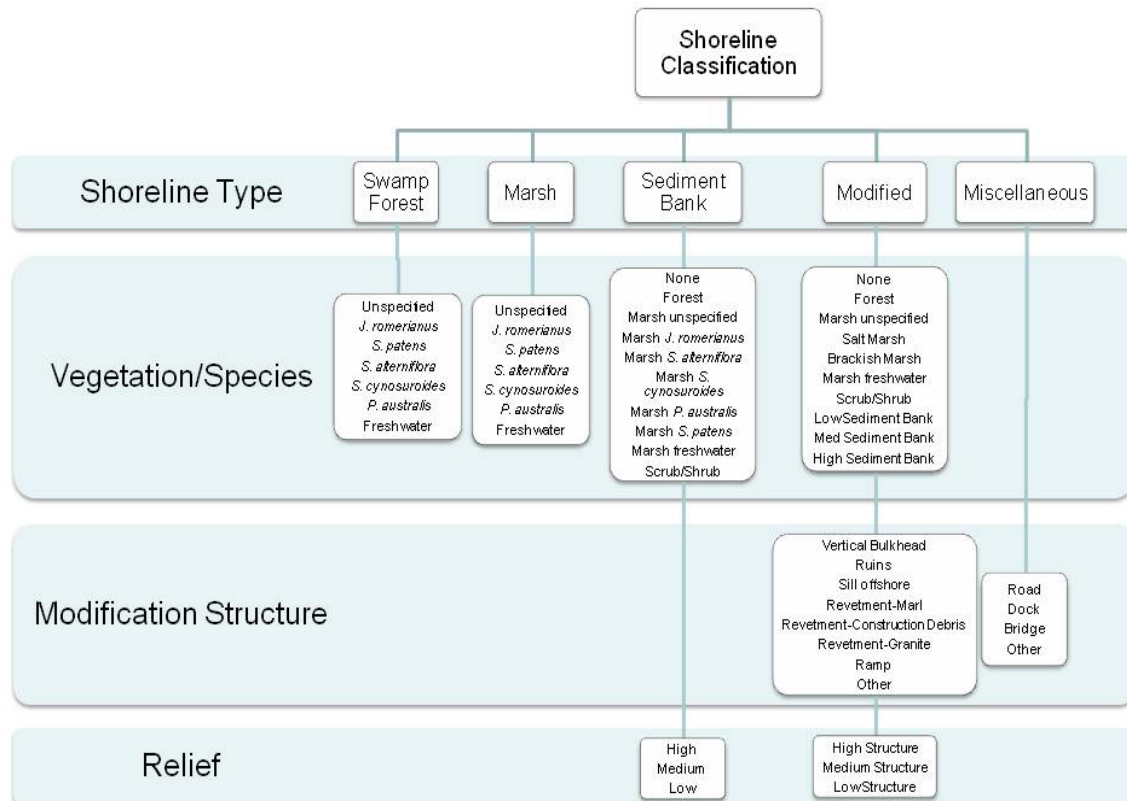 Shoreline
Classification
Shoreline Type
Swamp
Forest
Marsh
Sediment
Bank
Modified
Miscellaneous
Vegetation/Species
Unspecified
J. romerianus
S. patens
S. alterniflora
S. cynosuroides
P. australis
Freshwater
Unspecified
J. romerianus
S. patens
S. alterniflora
S. cynosuroides
P. australis
Freshwater
None
Forest
Marsh unspecified
Marsh J. romerianus
Marsh S. alterniflora
Marsh S.
cynosuroides
Marsh P. australis
Marsh S. patens
Marsh freshwater
Scrub/Shrub
None
Forest
Marsh unspecified
Salt Marsh
Brackish Marsh
Marsh freshwater
Scrub/Shrub
LowSediment Bank
Med Sediment Bank
High Sediment Bank
Modification Structure
Vertical Bulkhead
Ruins
Sill offshore
Revetment-Marl
Revetment-Construction Debris
Revetment-Granite
Ramp
Other
Road
Dock
Bridge
Other
Relief
High
Medium
Low
High Structure
Medium Structure
LowStructure